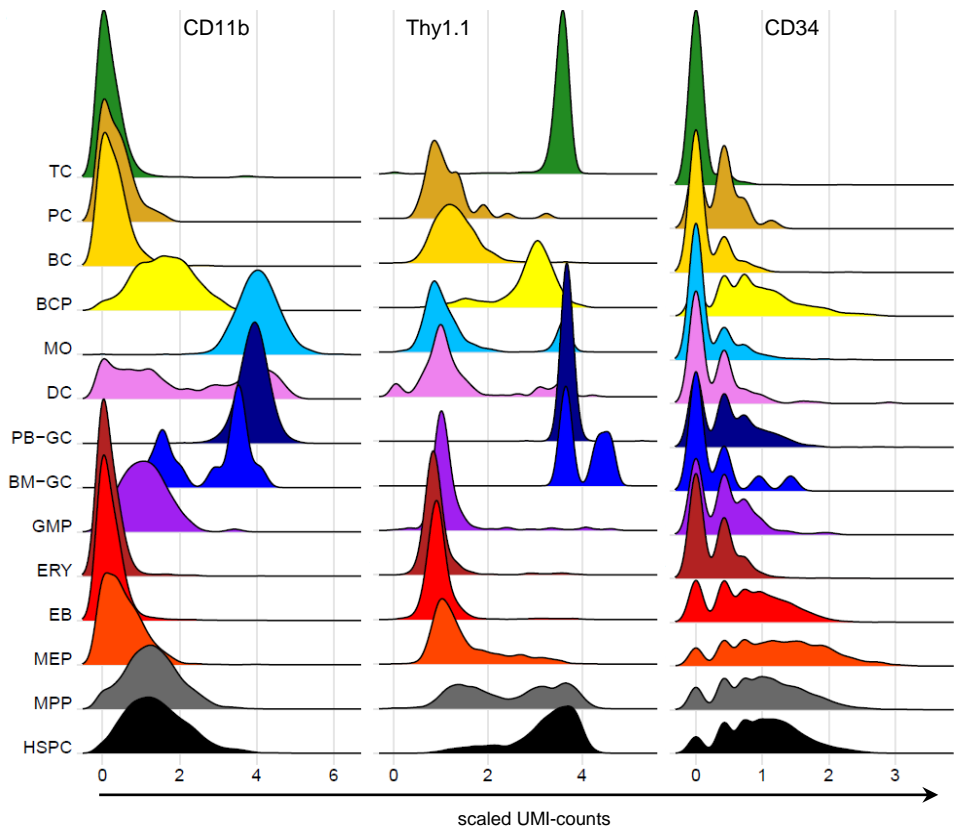 CD11b Thy1.1 CD34
TC
PC
BC
BCP
MO
DC
PB-GC
BM-GC
GMP
ERY
EB
MEP
MPP
HSPC
0 2 4 6 0 2 4 0 1 2 3
scaled UMI-counts